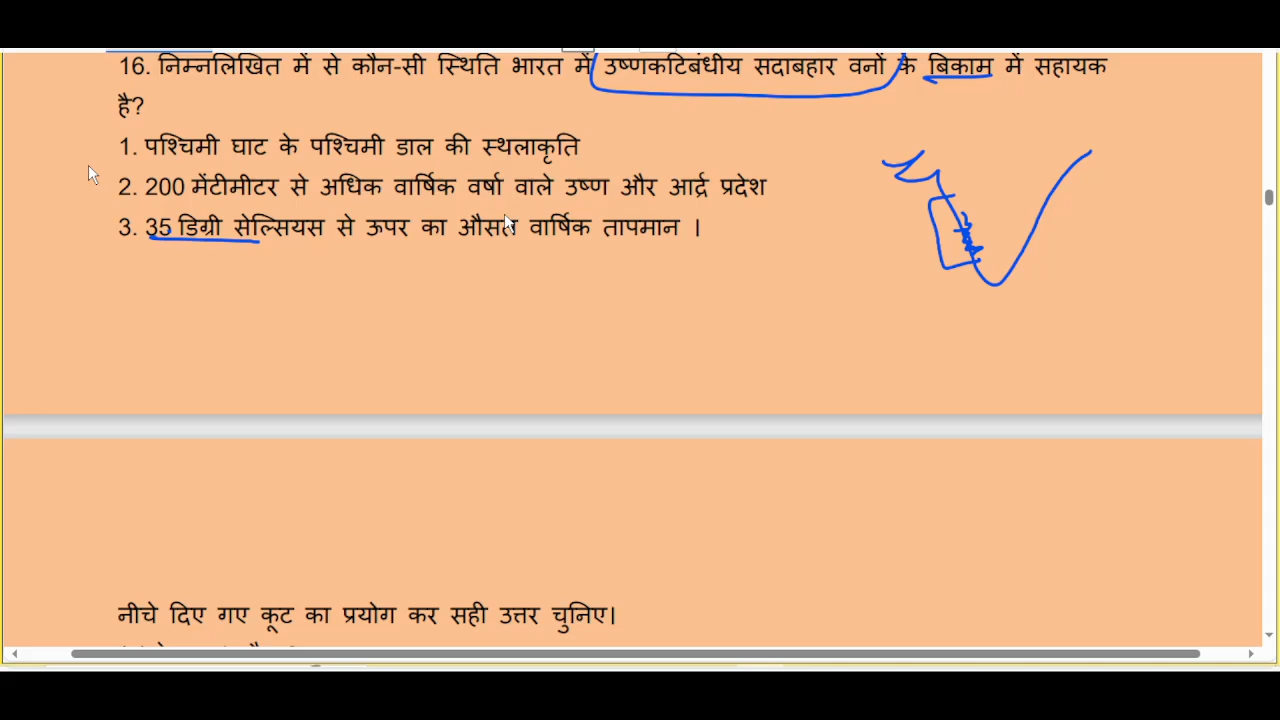 16. निम्नलिखित में से कौन-सी स्थिति भारत में उष्णकटिबंधीय सदाबहार वनों के बिकाम में सहायक
है?
1. पश्चिमी घाट के पश्चिमी डाल की स्थलाकृति
2. 200 मेंटीमीटर से अधिक वार्षिक वर्षा वाले उष्ण और आर्द्र प्रदेश
3. 35 डिग्री सेल्सियस से ऊपर का औसत वार्षिक तापमान ।
नीचे दिए गए कूट का प्रयोग कर सही उत्तर चुनिए।